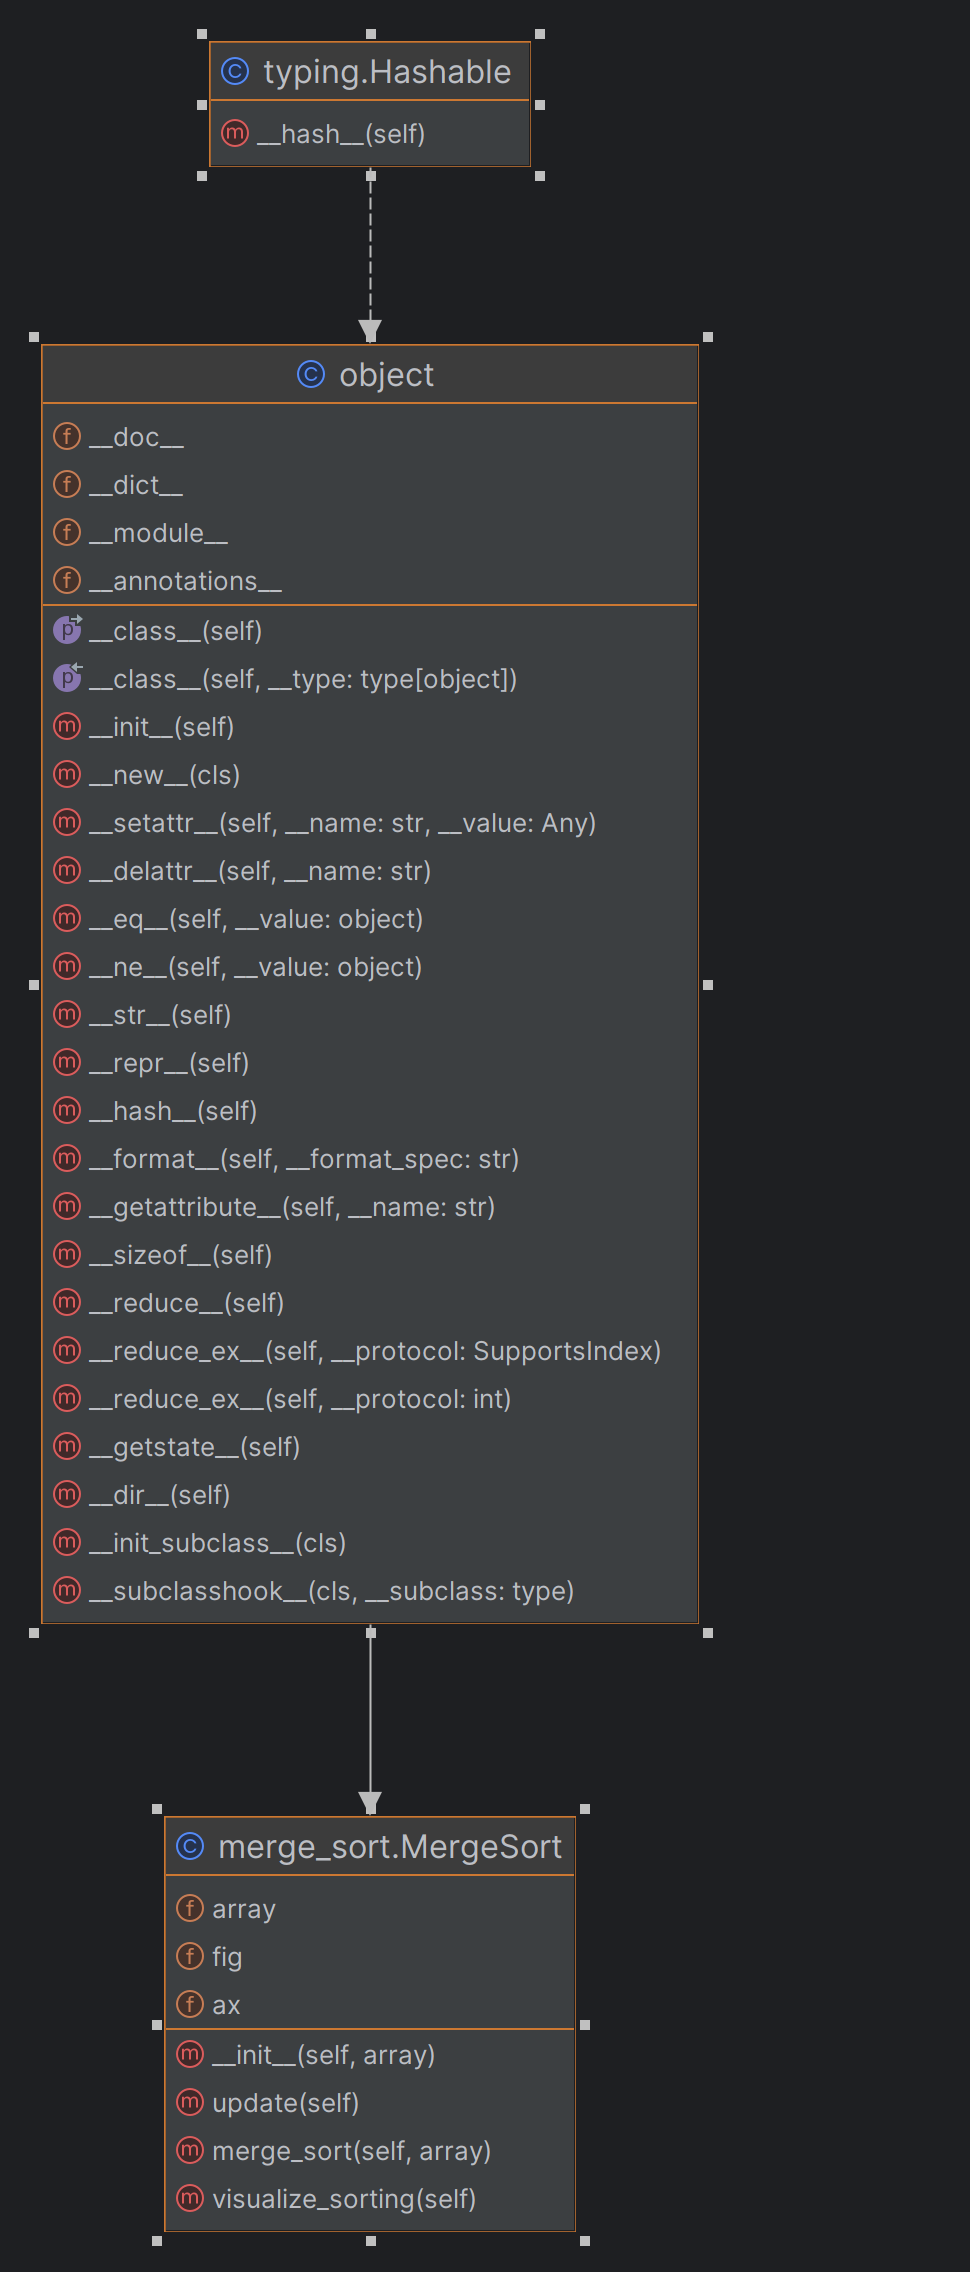 typing.Hashable
__hash__(self)
object
__doc__
__dict__
__module__
__annotations__
__class__(self)
__class__(self, __type: type[object])
__init__(self)
__new__(cls)
__setattr__(self, __name: str, __value: Any)
__delattr__(self, __name: str)
__eq__(self, __value: object)
__ne__(self, __value: object)
__str__(self)
__repr__(self)
__hash__(self)
__format__(self, __format_spec: str)
__getattribute__(self, __name: str)
__sizeof__(self)
__reduce__(self)
__reduce_ex__(self, __protocol: SupportsIndex)
__reduce_ex__(self, __protocol: int)
__getstate__(self)
__dir__(self)
__init_subclass__(cls)
__subclasshook__(cls, __subclass: type)
merge_sort.MergeSort
array
fig
ax
__init__(self, array)
update(self)
merge_sort(self, array)
visualize_sorting(self)